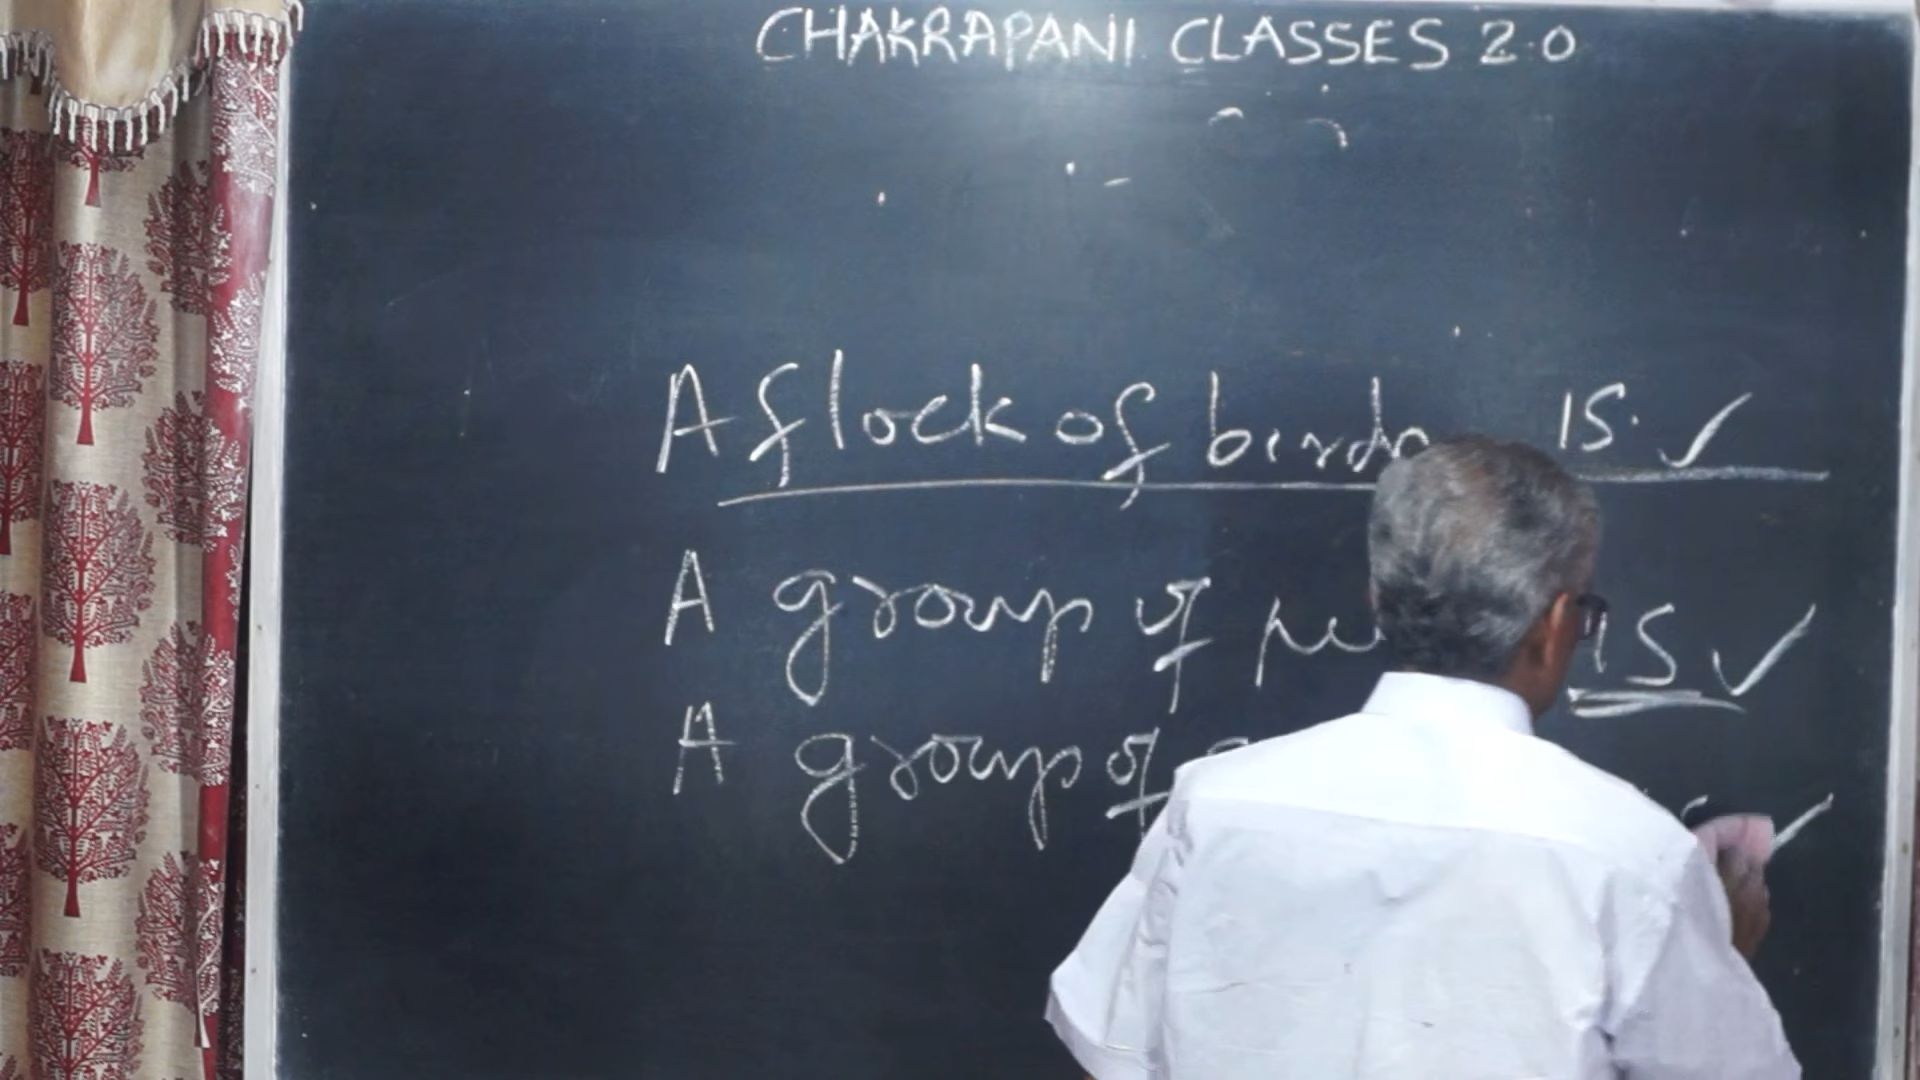 CHAKRAPANI CLASSES 2.0
A flock of birds is. ✓
A group of is ✓
A group of ✓